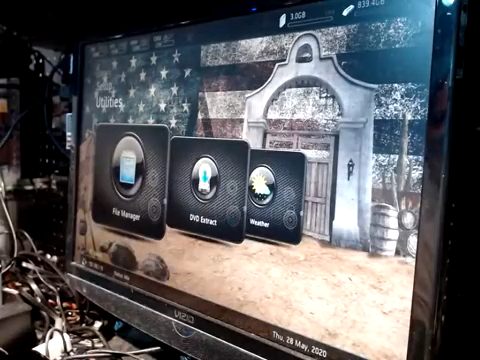 3.0GB
839.4GB
Utilities
File Manager
DVD Extract
Weather
VIZIO
Thu, 28 May, 2020